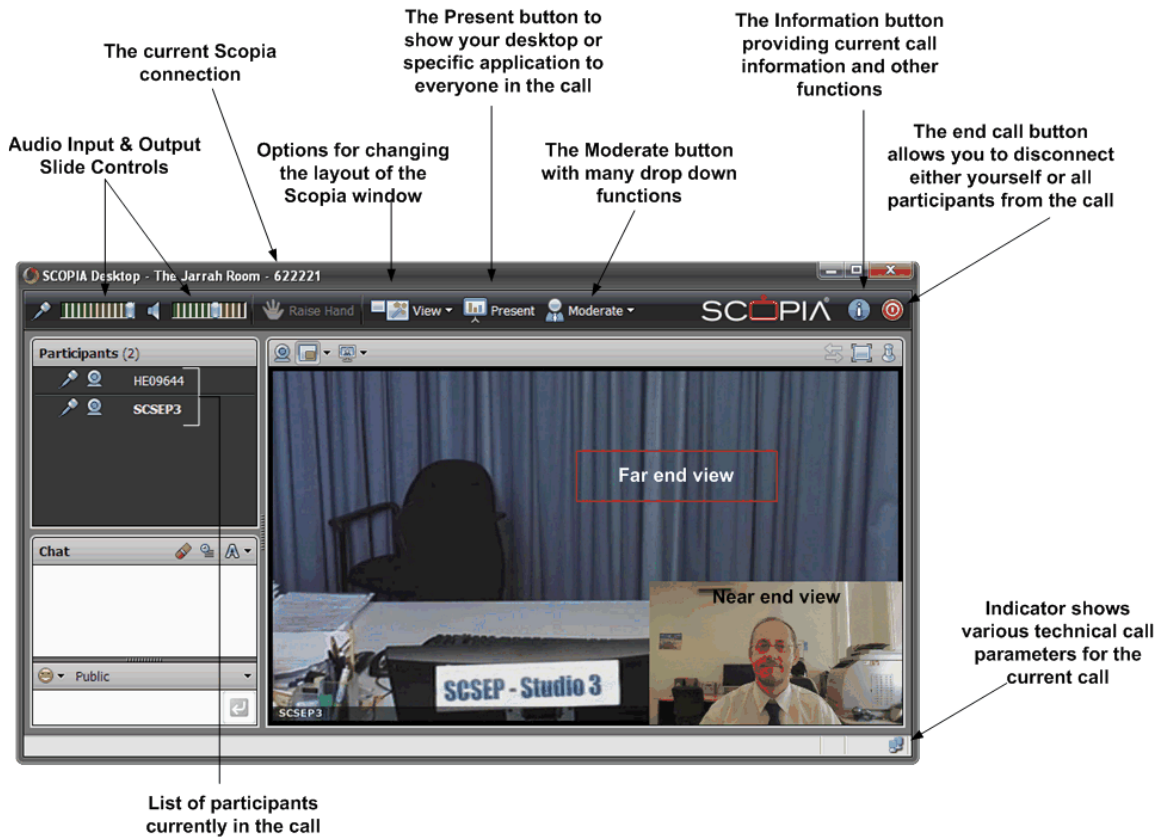 The Present button to
show your desktop or
specific application to
everyone in the call
The Information button
providing current call
information and other
functions
The current Scopia
connection
The end call button
allows you to disconnect
either yourself or all
participants from the call
Audio Input & Output
Slide Controls
Options for changing
the layout of the
Scopia window
The Moderate button
with many drop down
functions
SCOPIA Desktop - The Jarrah Room - 622221
Raise Hand View Present Moderate SCOPIA
Participants (2)
HE09644
SCSEP3
Far end view
Chat
Near end view
Public
SCSEP - Studio 3
SCSEP3
Indicator shows
various technical call
parameters for the
current call
List of participants
currently in the call